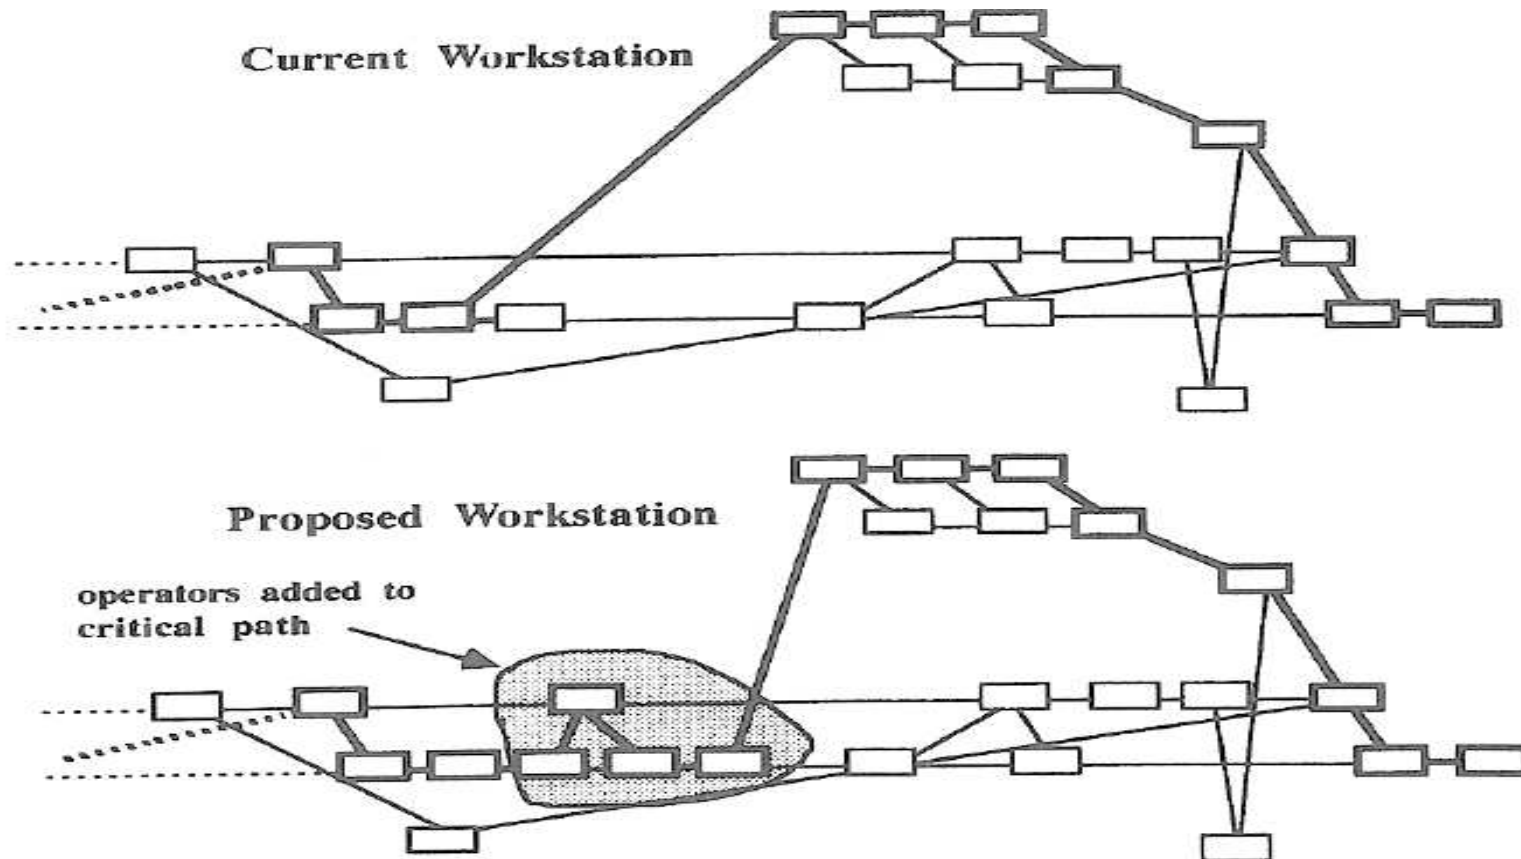 Current Workstation
Proposed Workstation
operators added to
critical path